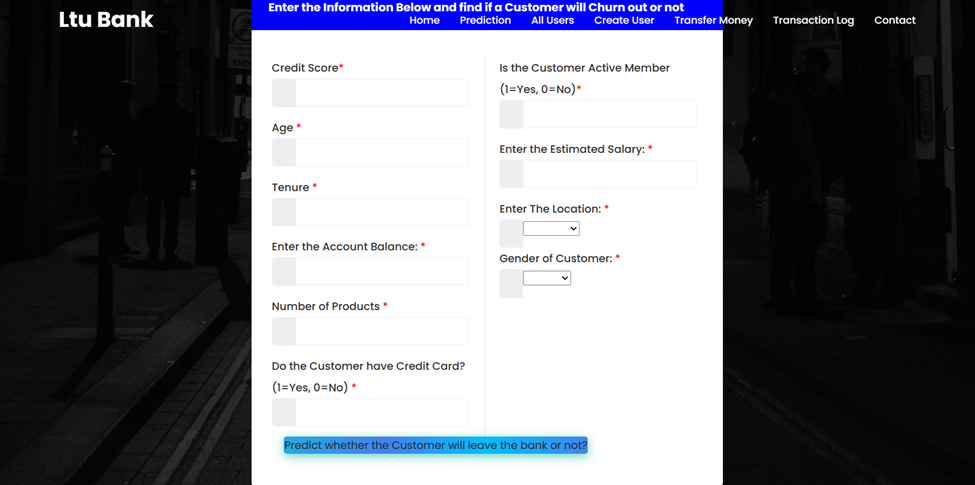 Enter the Information Below and find if a Customer will Churn out or not
Ltu Bank
Home Prediction All Users Create User Transfer Money Transaction Log Contact
Credit Score*
Age *
Tenure *
Enter the Account Balance: *
Number of Products *
Do the Customer have Credit Card?
(1=Yes, 0=No) *
Is the Customer Active Member
(1=Yes, 0=No)*
Enter the Estimated Salary: *
Enter The Location: *
Gender of Customer: *
Predict whether the Customer will leave the bank or not?